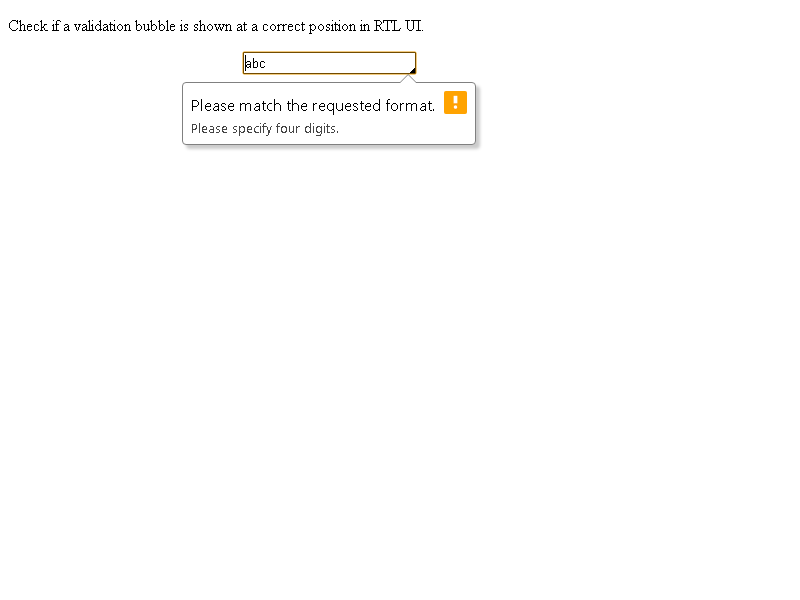 Check if a validation bubble is shown at a correct position in RTL UI.
abc
Please match the requested format.
Please specify four digits.